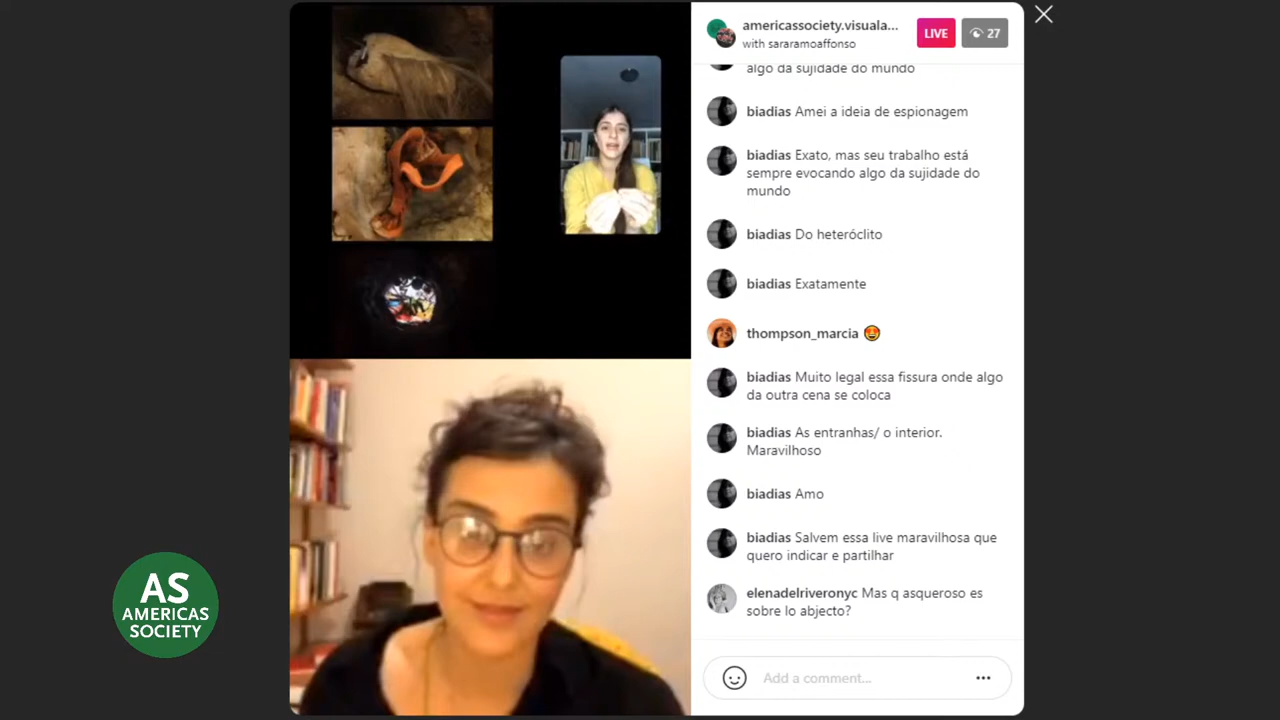 americassociety.visuala...
with sararamoaffonso
LIVE
27
algo da sujidade do mundo
biadias Amei a ideia de espionagem
biadias Exato, mas seu trabalho está
sempre evocando algo da sujidade do
mundo
biadias Do heteróclito
biadias Exatamente
thompson_marcia 🤩
biadias Muito legal essa fissura onde algo
da outra cena se coloca
biadias As entranhas/ o interior.
Maravilhoso
biadias Amo
biadias Salvem essa live maravilhosa que
quero indicar e partilhar
elenadelriveronyc Mas q asqueroso es
sobre lo abjecto?
Add a comment...
AS
AMERICAS
SOCIETY